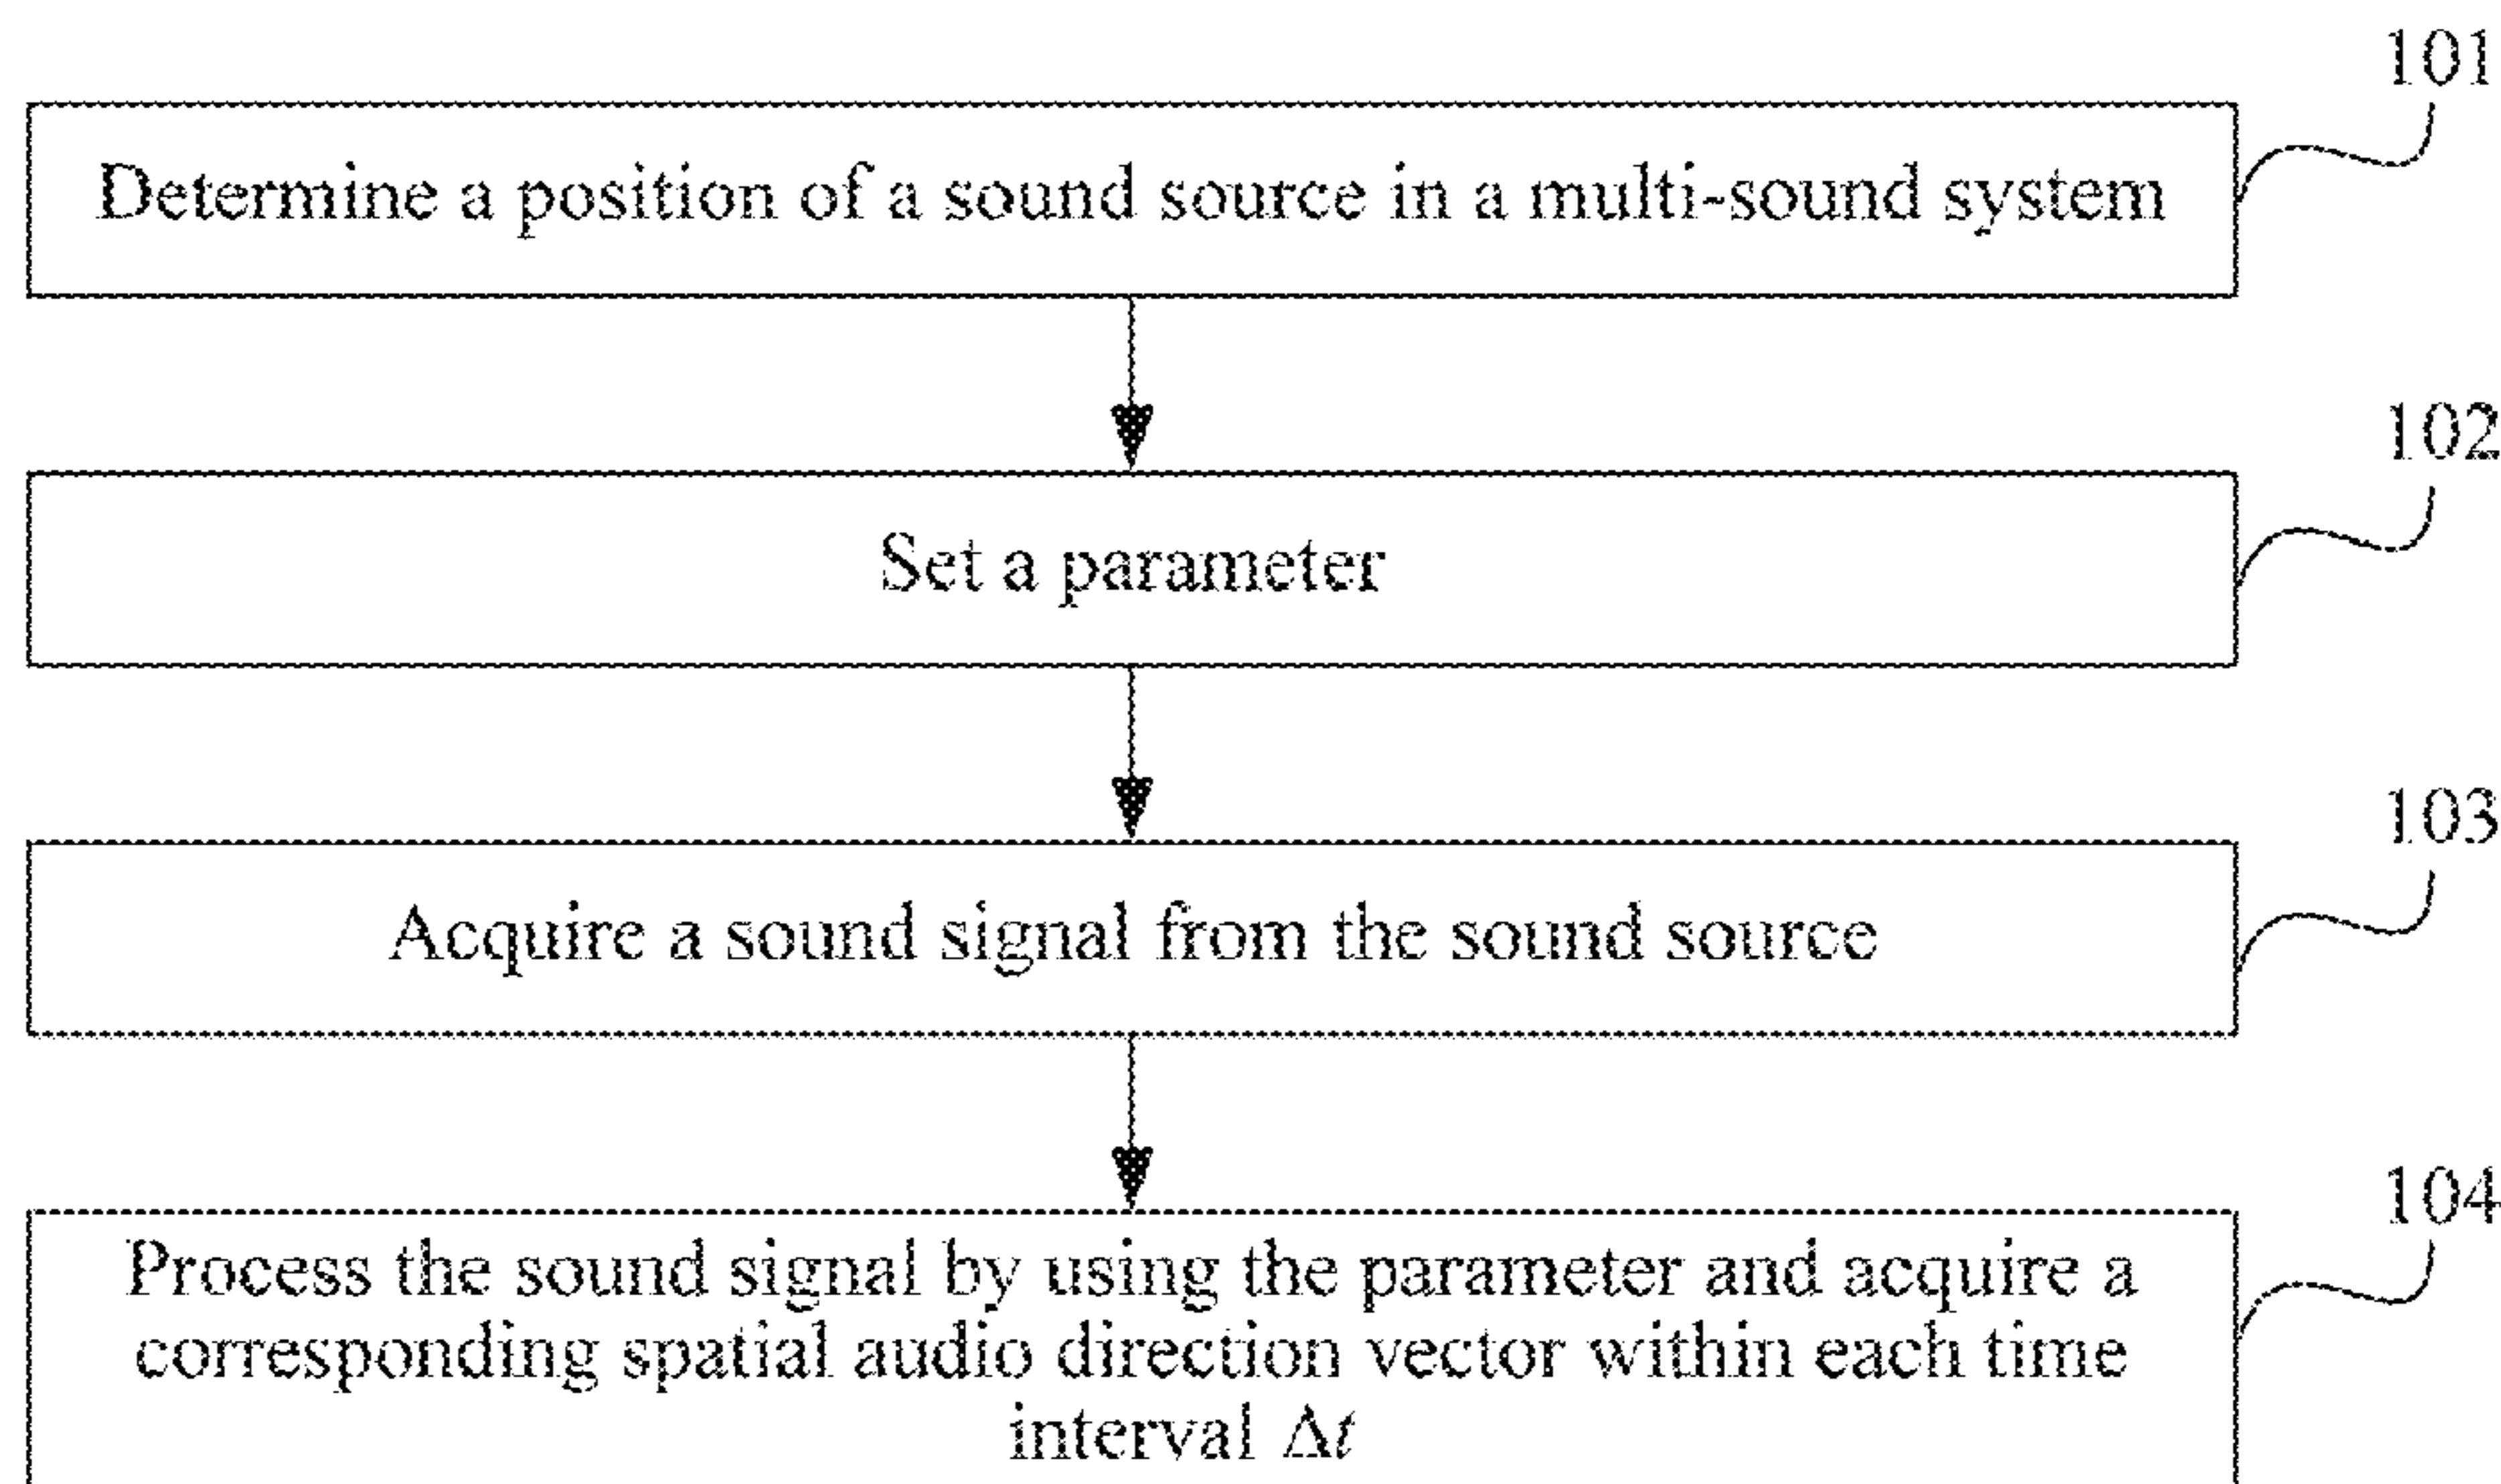 101
Determine a position of a sound source in a multi-sound system
102
Set a parameter
103
Acquire a sound signal from the sound source
104
Process the sound signal by using the parameter and acquire a
corresponding spatial audio direction vector within each time
interval Δt